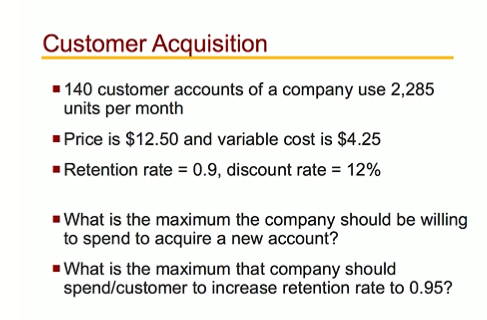 Customer Acquisition
140 customer accounts of a company use 2,285
units per month
Price is $12.50 and variable cost is $4.25
Retention rate = 0.9, discount rate = 12%
What is the maximum the company should be willing
to spend to acquire a new account?
What is the maximum that company should
spend/customer to increase retention rate to 0.95?